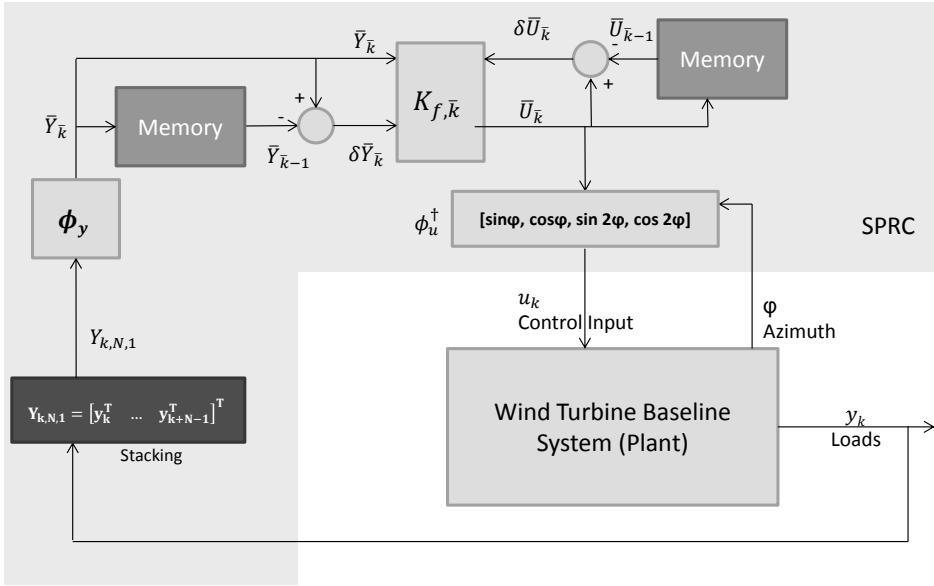 Ȳ_k̄
δŪ_k̄
Ū_k̄-1
-
Memory
+
K_f,k̄
Ȳ_k̄
Memory
+
-
Ȳ_k̄-1
δȲ_k̄
Ū_k̄
ϕ_y
ϕ_u^†
[sinφ, cosφ, sin 2φ, cos 2φ]
SPRC
u_k
Control Input
φ
Azimuth
Y_k,N,1
Y_k,N,1 = [y_k^T ... y_k+N-1^T]^T
Stacking
Wind Turbine Baseline
System (Plant)
y_k
Loads